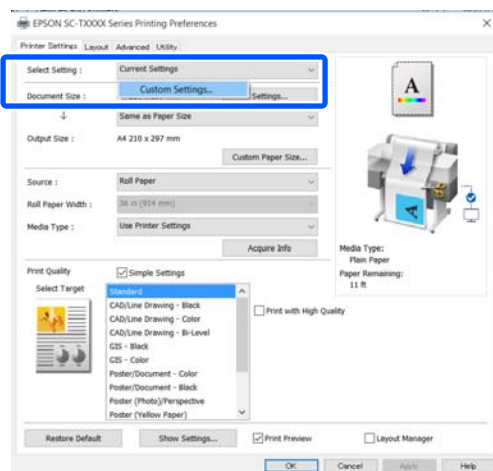 EPSON SC-TXXXX Series Printing Preferences
Printer Settings Layout Advanced Utility
Select Setting : Current Settings
Custom Settings...
Document Size : Settings...
Same as Paper Size
Output Size : A4 210 x 297 mm
Custom Paper Size...
Source : Roll Paper
Roll Paper Width : 36 in (914 mm)
Media Type : Use Printer Settings
Acquire Info
Media Type:
Plain Paper
Paper Remaining:
11 ft
Print Quality Simple Settings
Select Target
Standard
CAD/Line Drawing - Black
CAD/Line Drawing - Color
CAD/Line Drawing - Bi-Level
GIS - Black
GIS - Color
Poster/Document - Color
Poster/Document - Black
Poster (Photo)/Perspective
Poster (Yellow Paper)
Print with High Quality
A
A
Restore Default Show Settings... Print Preview Layout Manager
OK Cancel Apply Help